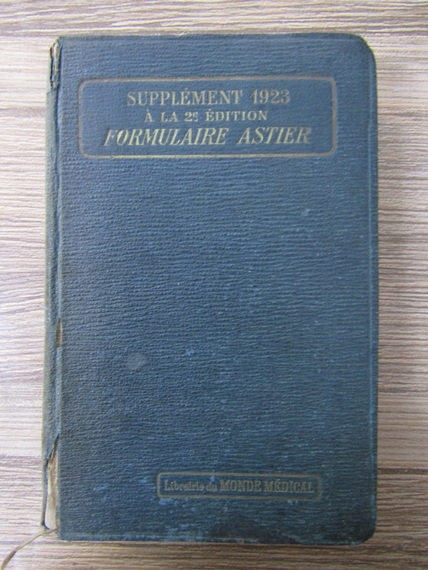 SUPPLÉMENT 1923
À LA 2e ÉDITION
FORMULAIRE ASTIER
Librairie du MONDE MÉDICAL